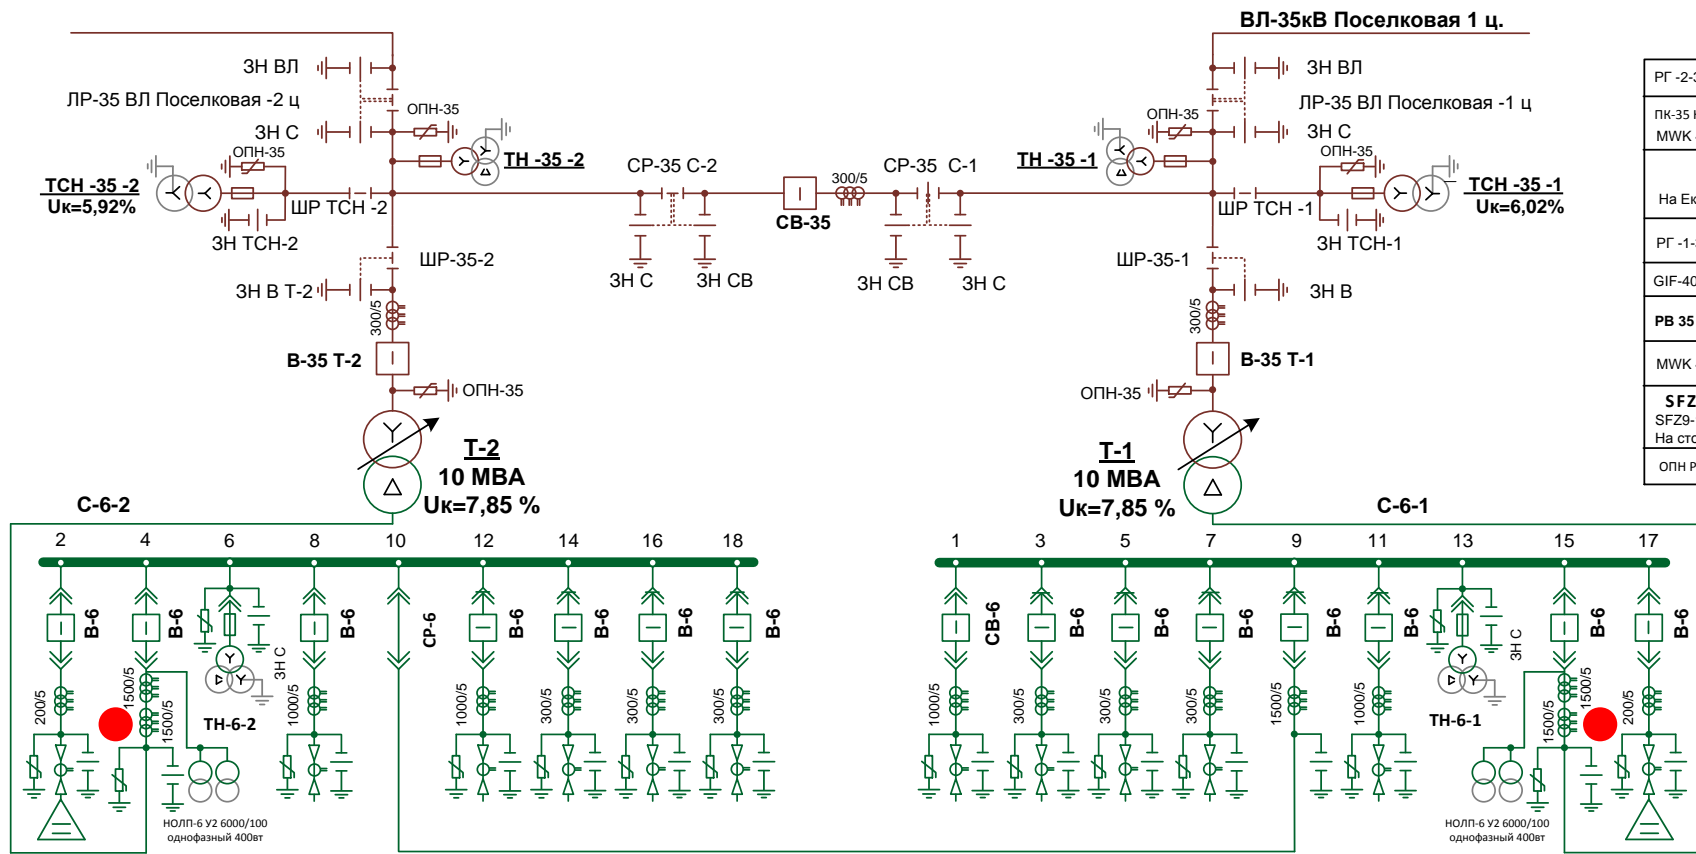 ВЛ-35кВ Поселковая 1 ц.
ЗН ВЛ
ЛР-35 ВЛ Поселковая -2 ц
ЗН С
ОПН-35
ОПН-35
ТН -35 -2
ТСН -35 -2
Uк=5,92%
ШР ТСН -2
ЗН ТСН-2
ШР-35-2
ЗН В Т-2
300/5
В-35 Т-2
ОПН-35
Т-2
10 МВА
Uк=7,85 %
СР-35 С-2
ЗН С
ЗН СВ
СВ-35
300/5
СР-35 С-1
ЗН СВ
ЗН С
ЗН ВЛ
ЛР-35 ВЛ Поселковая -1 ц
ЗН С
ОПН-35
ОПН-35
ТН -35 -1
ТСН -35 -1
Uк=6,02%
ШР ТСН -1
ЗН ТСН-1
ШР-35-1
ЗН В
300/5
В-35 Т-1
ОПН-35
Т-1
10 МВА
Uк=7,85 %
РГ -2-3
ПК-35 Н
MWK
На Ек
РГ -1-
GIF-40
РВ 35
MWK
SFZ
SFZ9-
На сто
ОПН Р
С-6-2
2 4 6 8 10 12 14 16 18
В-6
В-6
ЗН С
В-6
СР-6
В-6
В-6
В-6
В-6
200/5
1500/5
1500/5
ТН-6-2
1000/5
1000/5
300/5
300/5
300/5
НОЛП-6 У2 6000/100
однофазный 400вт
С-6-1
1 3 5 7 9 11 13 15 17
СВ-6
В-6
В-6
В-6
В-6
В-6
ЗН С
В-6
В-6
1000/5
300/5
300/5
300/5
1500/5
1000/5
ТН-6-1
1500/5
1500/5
200/5
НОЛП-6 У2 6000/100
однофазный 400вт